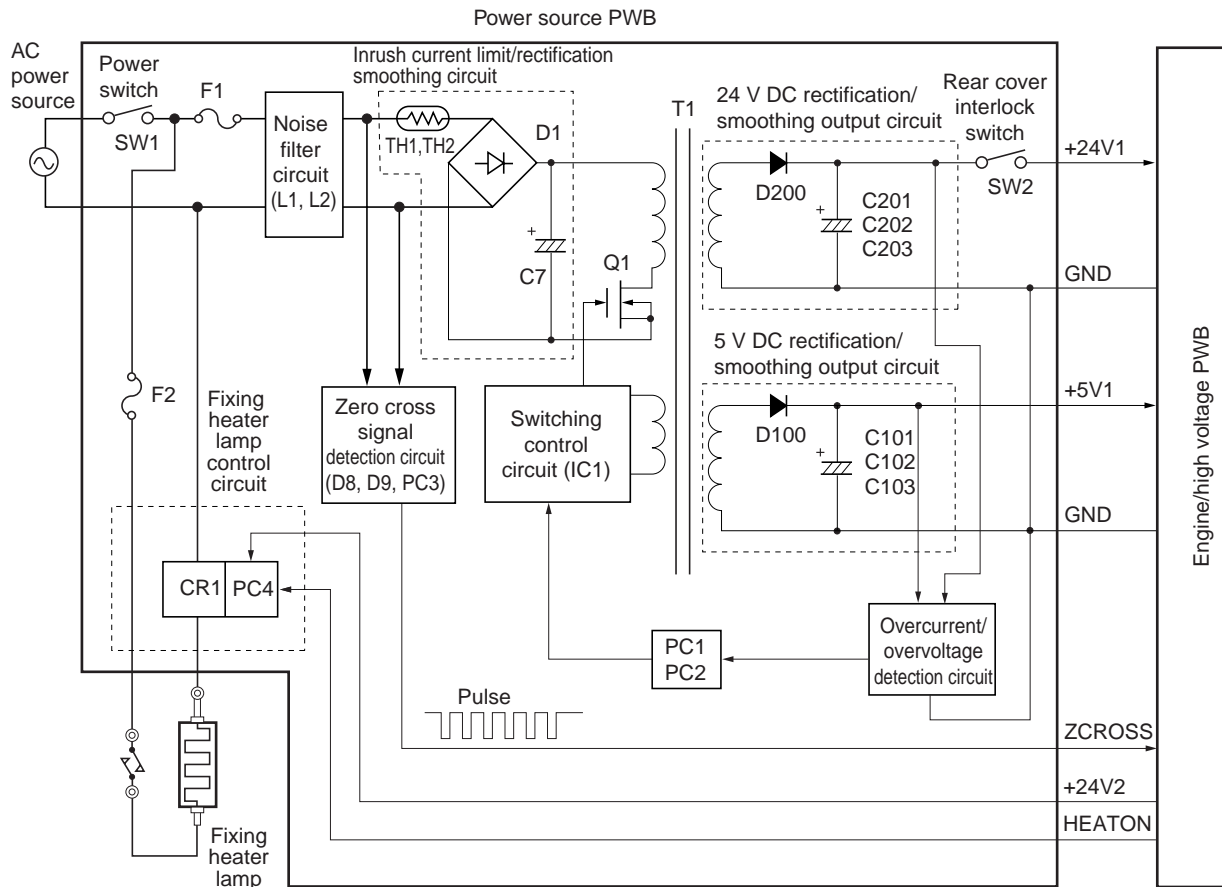 Power source PWB
AC
power
source
Power
switch
SW1
F1
Noise
filter
circuit
(L1, L2)
Inrush current limit/rectification
smoothing circuit
TH1,TH2
D1
C7
Q1
T1
24 V DC rectification/
smoothing output circuit
D200
C201
C202
C203
Rear cover
interlock
switch
SW2
+24V1
GND
5 V DC rectification/
smoothing output circuit
D100
C101
C102
C103
+5V1
GND
Engine/high voltage PWB
F2
Fixing
heater
lamp
control
circuit
Zero cross
signal
detection circuit
(D8, D9, PC3)
Switching
control
circuit (IC1)
CR1
PC4
PC1
PC2
Overcurrent/
overvoltage
detection circuit
Pulse
ZCROSS
+24V2
HEATON
Fixing
heater
lamp
+
+
+